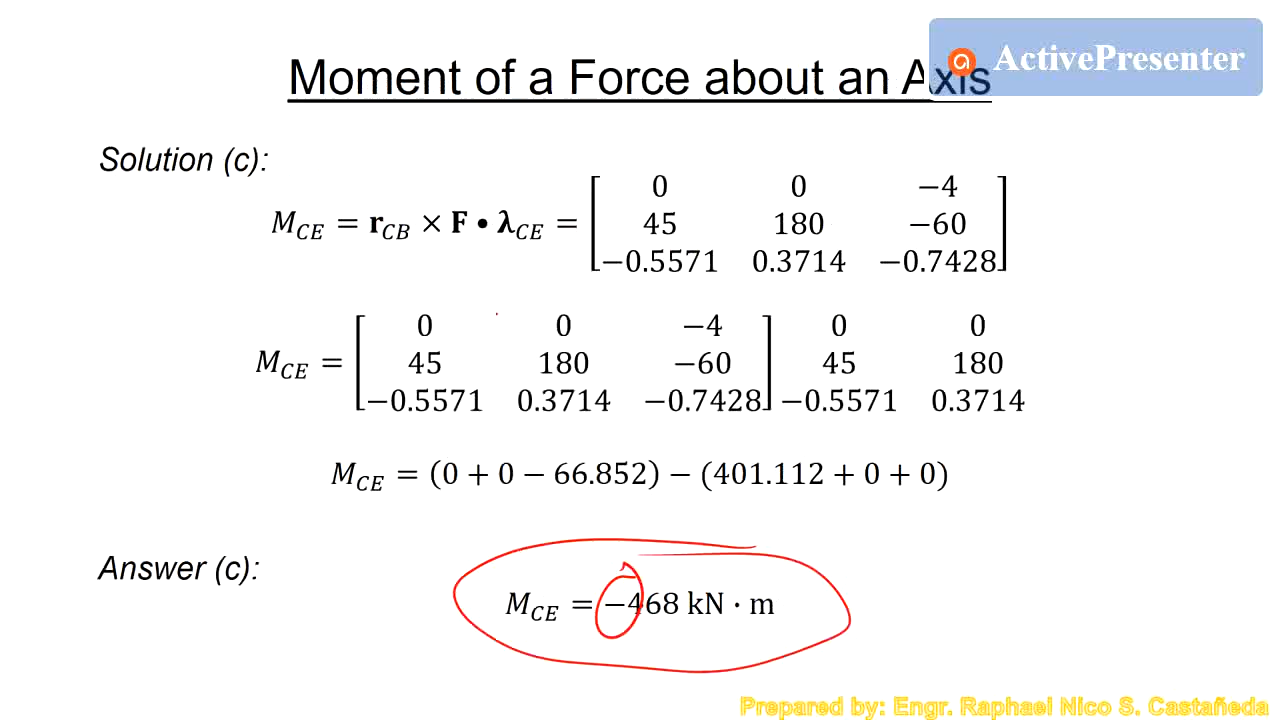 Moment of a Force about an Axis
ActivePresenter
Solution (c):
M_CE = r_CB × F • λ_CE = [0 0 −4
45 180 −60
−0.5571 0.3714 −0.7428]
M_CE = [0 0 −4] 0 0
45 180 −60 45 180
−0.5571 0.3714 −0.7428 −0.5571 0.3714
M_CE = (0 + 0 − 66.852) − (401.112 + 0 + 0)
Answer (c):
M_CE = −468 kN · m
Prepared by: Engr. Raphael Nico S. Castañeda